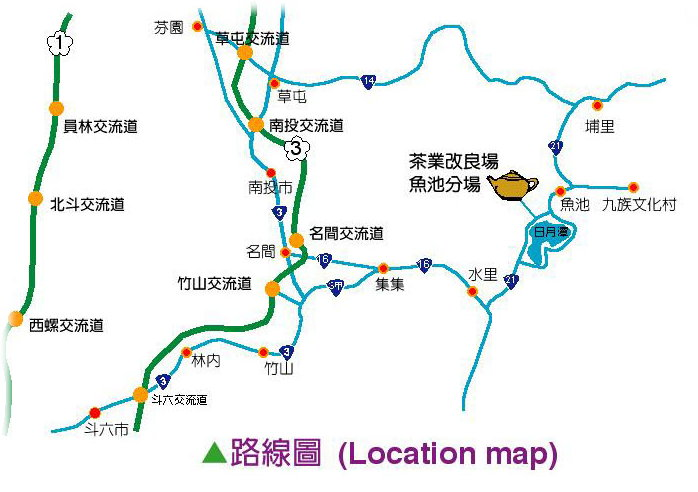 芬園
1
草屯交流道
14
草屯
員林交流道
南投交流道
埔里
3
21
茶業改良場
魚池分場
南投市
魚池
九族文化村
北斗交流道
3
名間交流道
日月潭
名間
16
16
竹山交流道
集集
水里
21
西螺交流道
3
林內
竹山
3
斗六交流道
斗六市
▲路線圖 (Location map)